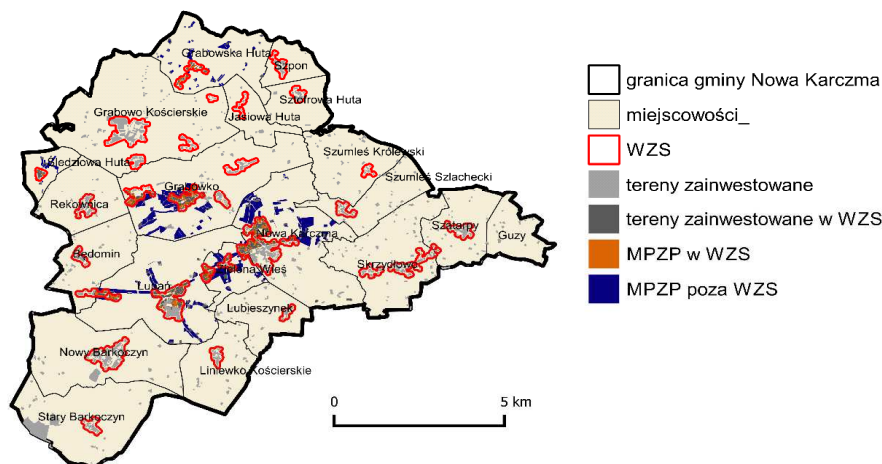 Grabowska Huta
Szpon
Sztofrowa Huta
Grabowo Kościerskie
Jasiowa Huta
Szumleś Królewski
Śledziowa Huta
Szumleś Szlachecki
Grabówko
Rekownica
Szatarpy
Guzy
Nowa Karczma
Będomin
Zielona Wieś
Skrzydłowo
Lubań
Lubieszynek
Nowy Barkoczyn
Liniewko Kościerskie
Stary Barkoczyn
0
5 km
granica gminy Nowa Karczma
miejscowości_
WZS
tereny zainwestowane
tereny zainwestowane w WZS
MPZP w WZS
MPZP poza WZS